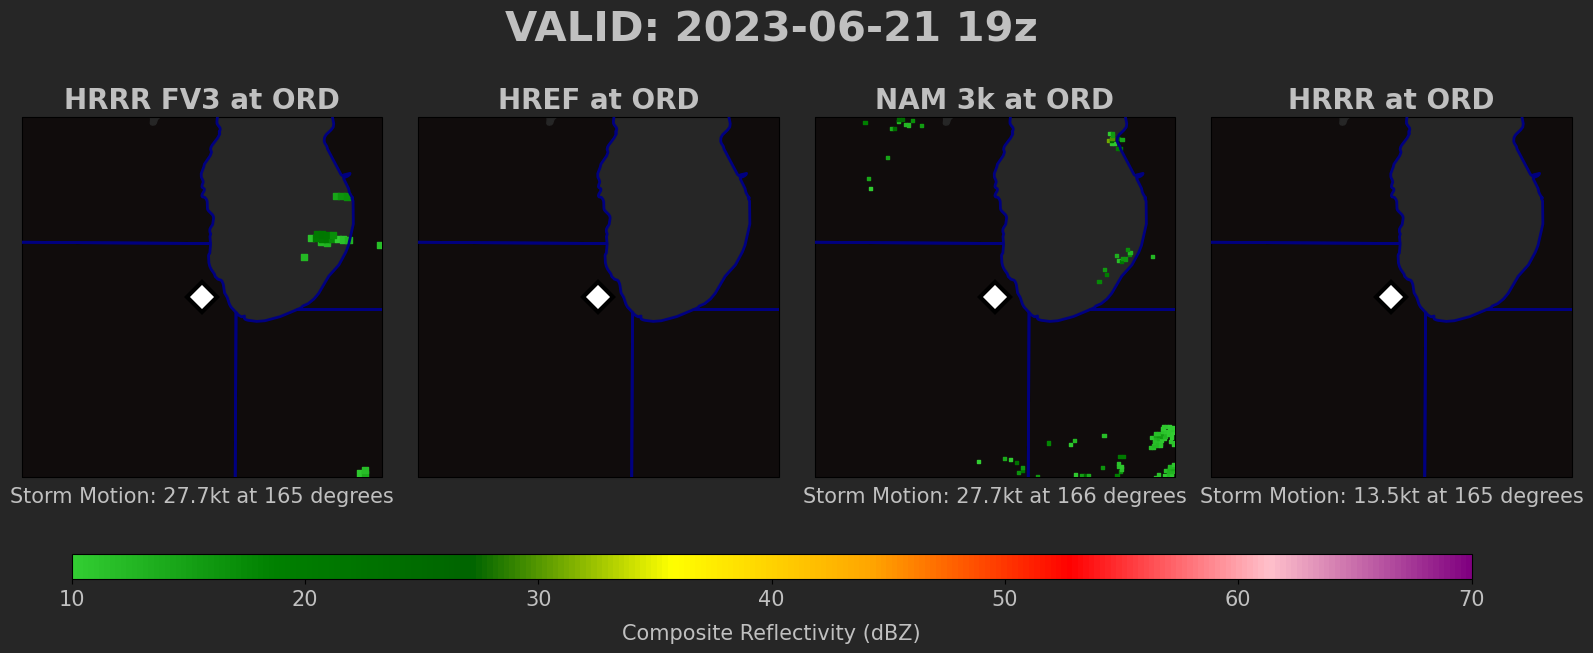 VALID: 2023-06-21 19z
HRRR FV3 at ORD
HREF at ORD
NAM 3k at ORD
HRRR at ORD
Storm Motion: 27.7kt at 165 degrees
Storm Motion: 27.7kt at 166 degrees
Storm Motion: 13.5kt at 165 degrees
10 20 30 40 50 60 70
Composite Reflectivity (dBZ)